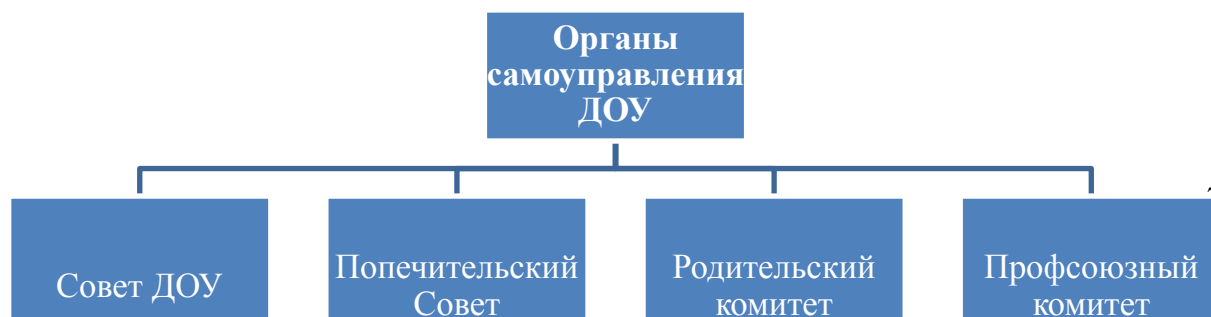 Органы
самоуправления
ДОУ
Совет ДОУ
Попечительский
Совет
Родительский
комитет
Профсоюзный
комитет